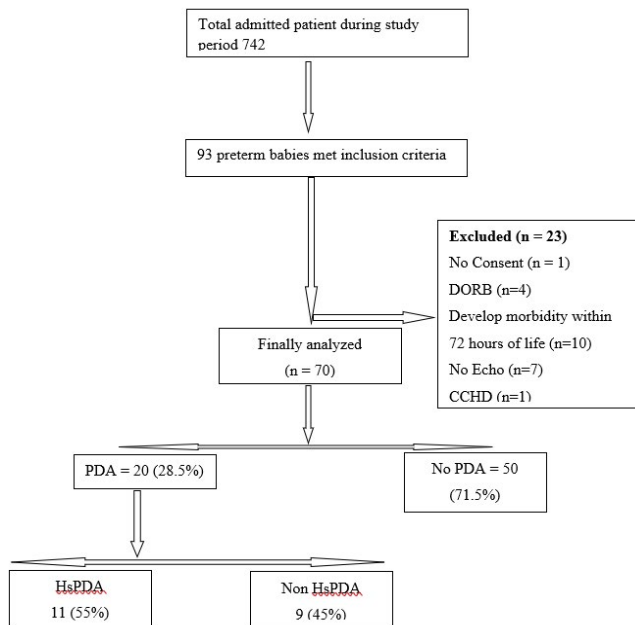 Total admitted patient during study
period 742
93 preterm babies met inclusion criteria
Excluded (n = 23)
No Consent (n = 1)
DORB (n=4)
Develop morbidity within
72 hours of life (n=10)
No Echo (n=7)
CCHD (n=1)
Finally analyzed
(n = 70)
PDA = 20 (28.5%)
No PDA = 50
(71.5%)
HsPDA
11 (55%)
Non HsPDA
9 (45%)